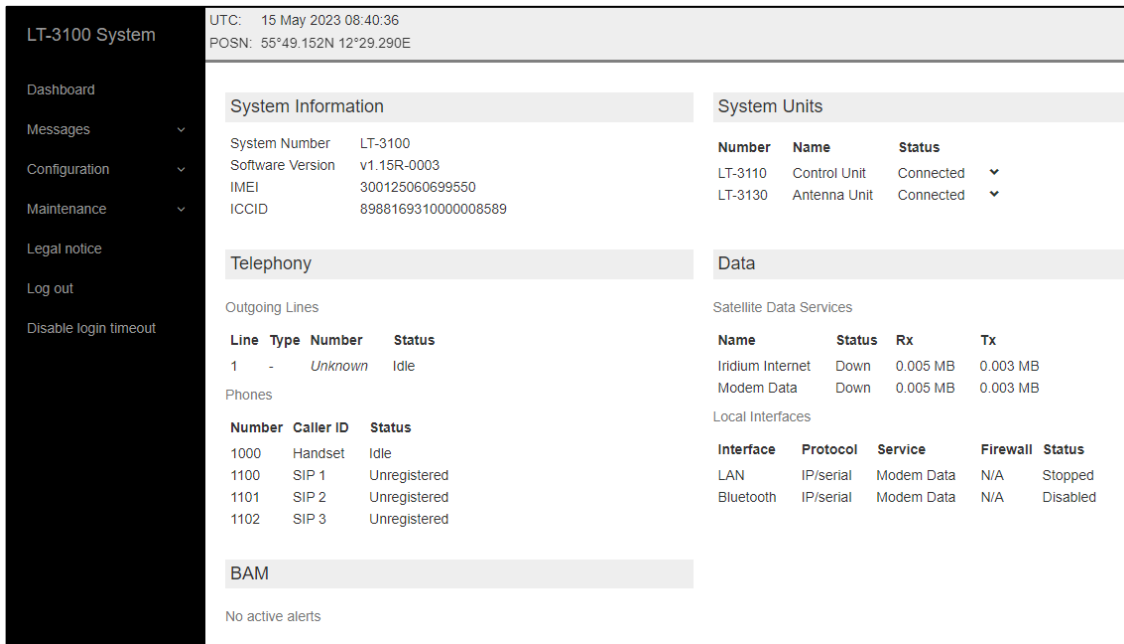 LT-3100 System
Dashboard
Messages
Configuration
Maintenance
Legal notice
Log out
Disable login timeout
UTC: 15 May 2023 08:40:36
POSN: 55°49.152N 12°29.290E
System Information
System Number LT-3100
Software Version v1.15R-0003
IMEI 300125060699550
ICCID 8988169310000008589
System Units
Number Name Status
LT-3110 Control Unit Connected
LT-3130 Antenna Unit Connected
Telephony
Outgoing Lines
Line Type Number Status
1 - Unknown Idle
Phones
Number Caller ID Status
1000 Handset Idle
1100 SIP 1 Unregistered
1101 SIP 2 Unregistered
1102 SIP 3 Unregistered
Data
Satellite Data Services
Name Status Rx Tx
Iridium Internet Down 0.005 MB 0.003 MB
Modem Data Down 0.005 MB 0.003 MB
Local Interfaces
Interface Protocol Service Firewall Status
LAN IP/serial Modem Data N/A Stopped
Bluetooth IP/serial Modem Data N/A Disabled
BAM
No active alerts